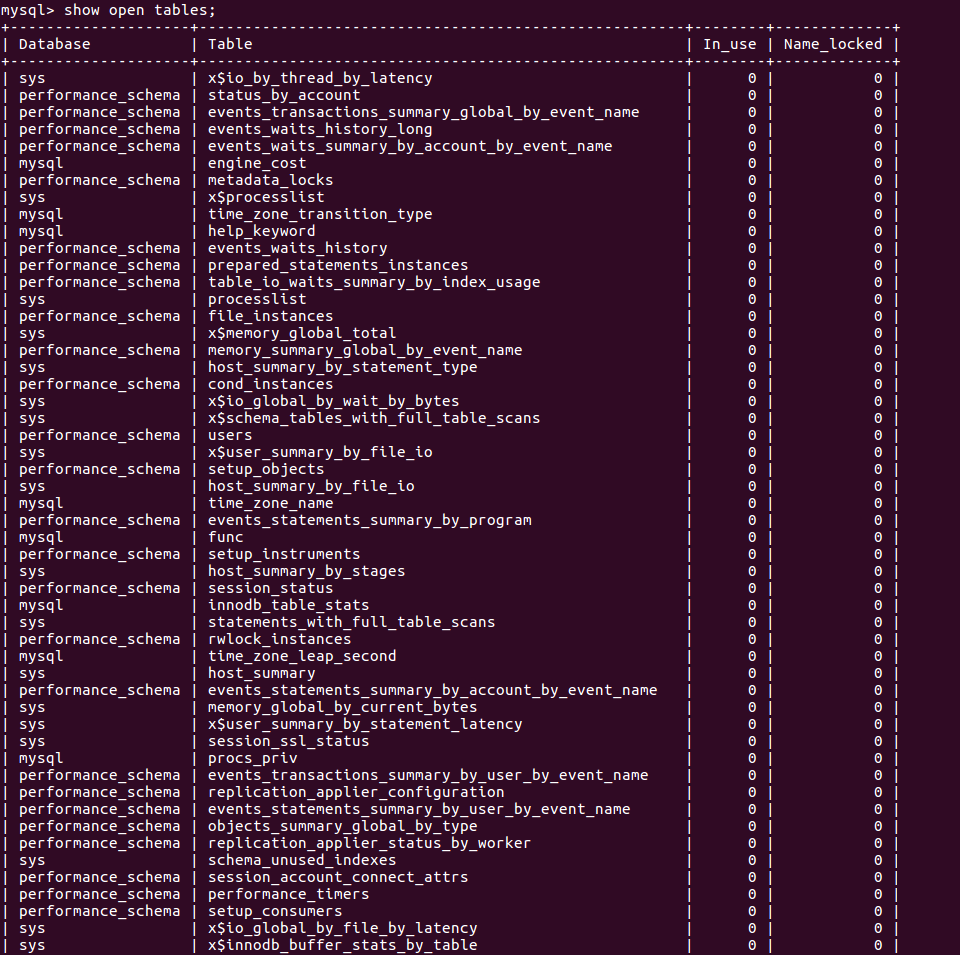 mysql> show open tables;
+--------------------+------------------------------------------------------+--------+-------------+
| Database           | Table                                                | In_use | Name_locked |
+--------------------+------------------------------------------------------+--------+-------------+
| sys                | x$io_by_thread_by_latency                            |      0 |           0 |
| performance_schema | status_by_account                                    |      0 |           0 |
| performance_schema | events_transactions_summary_global_by_event_name     |      0 |           0 |
| performance_schema | events_waits_history_long                            |      0 |           0 |
| performance_schema | events_waits_summary_by_account_by_event_name        |      0 |           0 |
| mysql              | engine_cost                                          |      0 |           0 |
| performance_schema | metadata_locks                                       |      0 |           0 |
| sys                | x$processlist                                        |      0 |           0 |
| mysql              | time_zone_transition_type                            |      0 |           0 |
| mysql              | help_keyword                                         |      0 |           0 |
| performance_schema | events_waits_history                                 |      0 |           0 |
| performance_schema | prepared_statements_instances                        |      0 |           0 |
| performance_schema | table_io_waits_summary_by_index_usage                |      0 |           0 |
| sys                | processlist                                          |      0 |           0 |
| performance_schema | file_instances                                       |      0 |           0 |
| sys                | x$memory_global_total                                |      0 |           0 |
| performance_schema | memory_summary_global_by_event_name                  |      0 |           0 |
| sys                | host_summary_by_statement_type                       |      0 |           0 |
| performance_schema | cond_instances                                       |      0 |           0 |
| sys                | x$io_global_by_wait_by_bytes                         |      0 |           0 |
| sys                | x$schema_tables_with_full_table_scans                |      0 |           0 |
| performance_schema | users                                                |      0 |           0 |
| sys                | x$user_summary_by_file_io                            |      0 |           0 |
| performance_schema | setup_objects                                        |      0 |           0 |
| sys                | host_summary_by_file_io                              |      0 |           0 |
| mysql              | time_zone_name                                       |      0 |           0 |
| performance_schema | events_statements_summary_by_program                 |      0 |           0 |
| mysql              | func                                                 |      0 |           0 |
| performance_schema | setup_instruments                                    |      0 |           0 |
| sys                | host_summary_by_stages                               |      0 |           0 |
| performance_schema | session_status                                       |      0 |           0 |
| mysql              | innodb_table_stats                                   |      0 |           0 |
| sys                | statements_with_full_table_scans                     |      0 |           0 |
| performance_schema | rwlock_instances                                     |      0 |           0 |
| mysql              | time_zone_leap_second                                |      0 |           0 |
| sys                | host_summary                                         |      0 |           0 |
| performance_schema | events_statements_summary_by_account_by_event_name   |      0 |           0 |
| sys                | memory_global_by_current_bytes                       |      0 |           0 |
| sys                | x$user_summary_by_statement_latency                  |      0 |           0 |
| sys                | session_ssl_status                                   |      0 |           0 |
| mysql              | procs_priv                                           |      0 |           0 |
| performance_schema | events_transactions_summary_by_user_by_event_name    |      0 |           0 |
| performance_schema | replication_applier_configuration                    |      0 |           0 |
| performance_schema | events_statements_summary_by_user_by_event_name      |      0 |           0 |
| performance_schema | objects_summary_global_by_type                       |      0 |           0 |
| performance_schema | replication_applier_status_by_worker                 |      0 |           0 |
| sys                | schema_unused_indexes                                |      0 |           0 |
| performance_schema | session_account_connect_attrs                        |      0 |           0 |
| performance_schema | performance_timers                                   |      0 |           0 |
| performance_schema | setup_consumers                                      |      0 |           0 |
| sys                | x$io_global_by_file_by_latency                       |      0 |           0 |
| sys                | x$innodb_buffer_stats_by_table                       |      0 |           0 |